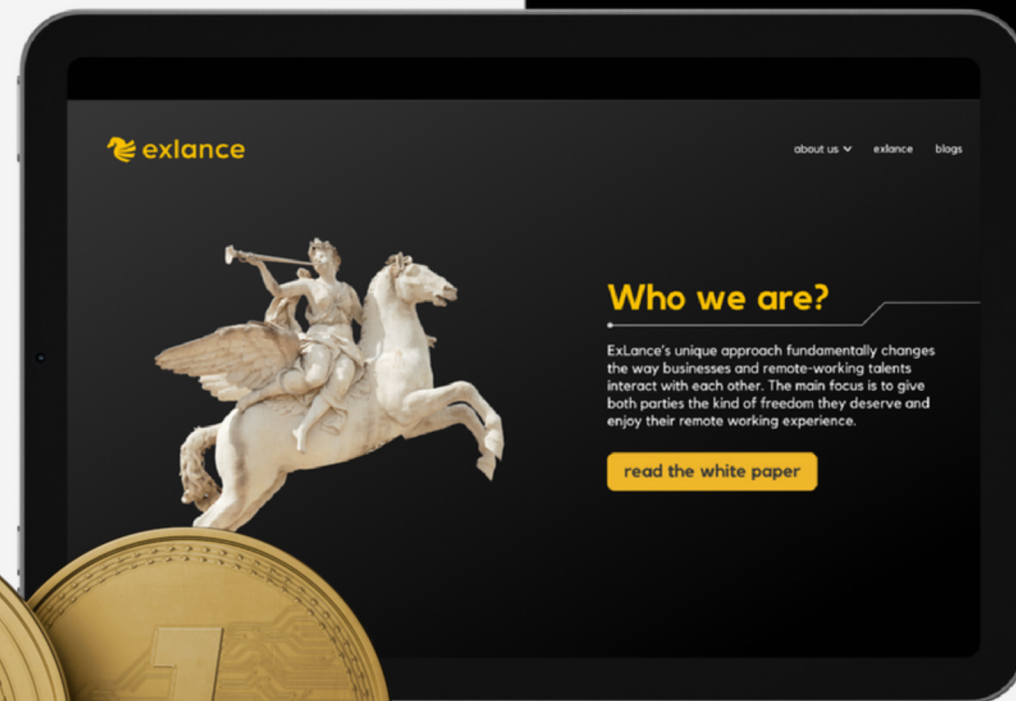 exlance
about us
exlance
blogs
Who we are?
ExLance's unique approach fundamentally changes
the way businesses and remote-working talents
interact with each other. The main focus is to give
both parties the kind of freedom they deserve and
enjoy their remote working experience.
read the white paper
1